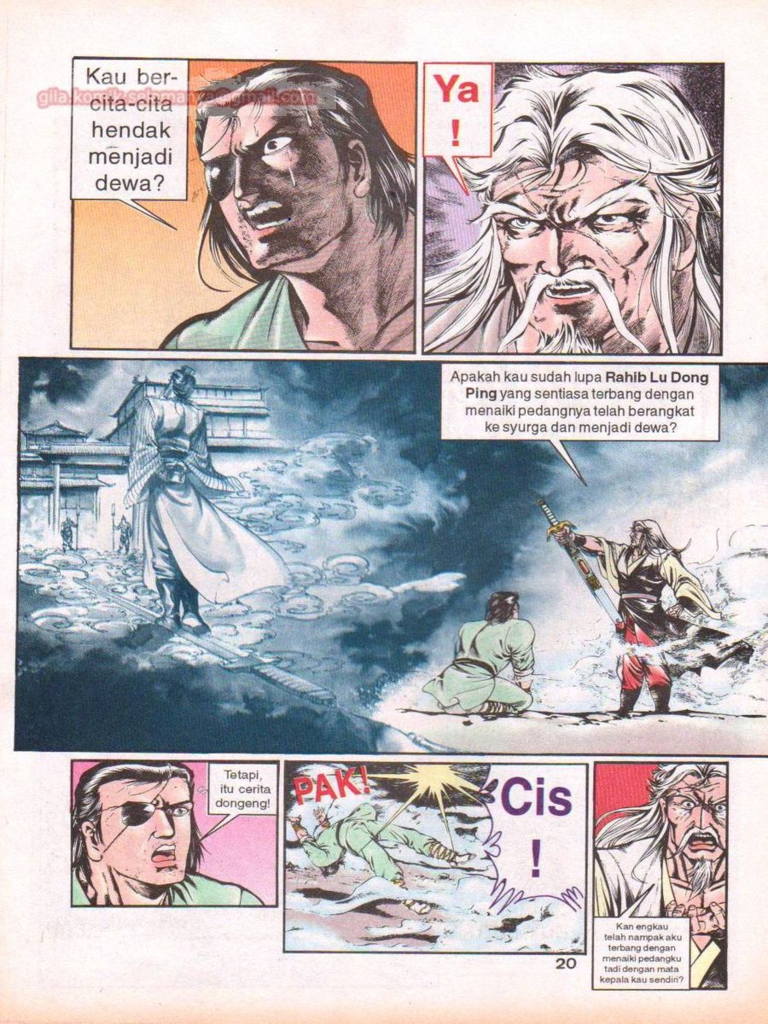 Kau ber-
cita-cita
hendak
menjadi
dewa?
Ya
!
Apakah kau sudah lupa Rahib Lu Dong
Ping yang sentiasa terbang dengan
menaiki pedangnya telah berangkat
ke syurga dan menjadi dewa?
Tetapi,
itu cerita
dongeng!
PAK!
Cis
!
Kan engkau
telah nampak aku
terbang dengan
menaiki pedangku
tadi dengan mata
kepala kau sendiri?
20